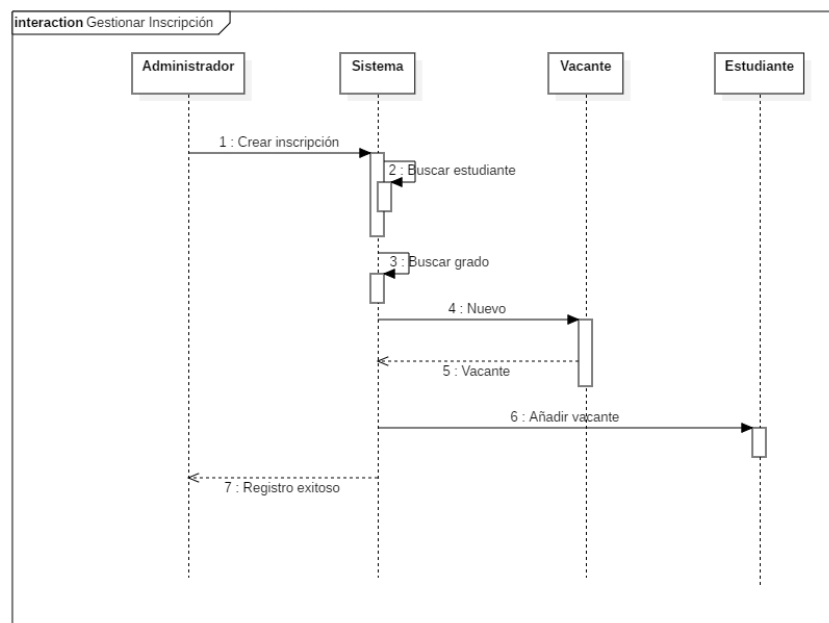 interaction Gestionar Inscripción
Administrador
Sistema
Vacante
Estudiante
1 : Crear inscripción
2 : Buscar estudiante
3 : Buscar grado
4 : Nuevo
5 : Vacante
6 : Añadir vacante
7 : Registro exitoso